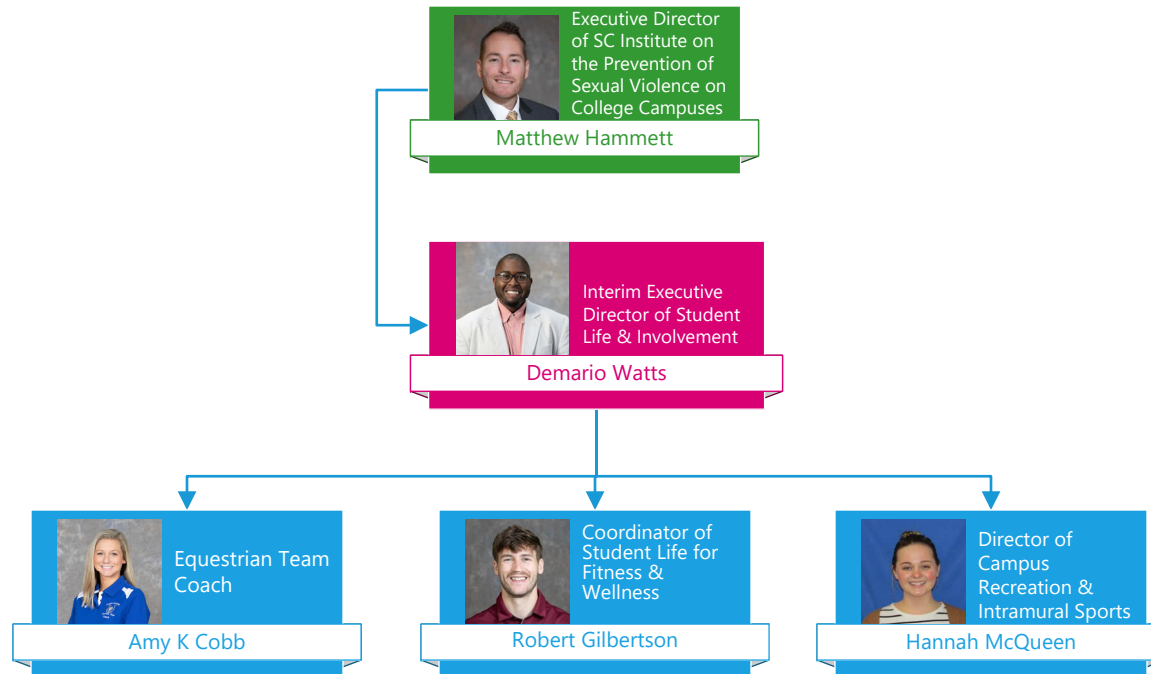 Executive Director
of SC Institute on
the Prevention of
Sexual Violence on
College Campuses
Matthew Hammett
Interim Executive
Director of Student
Life & Involvement
Demario Watts
Equestrian Team
Coach
Amy K Cobb
Coordinator of
Student Life for
Fitness &
Wellness
Robert Gilbertson
Director of
Campus
Recreation &
Intramural Sports
Hannah McQueen